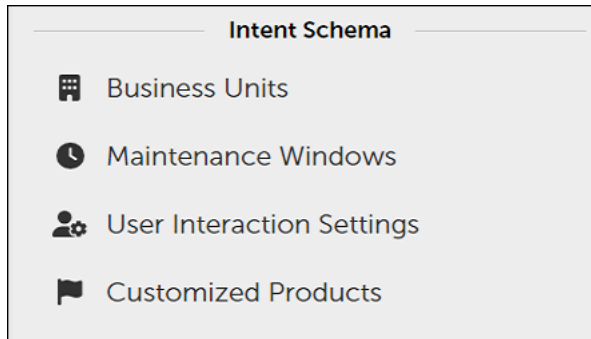 Intent Schema
Business Units
Maintenance Windows
User Interaction Settings
Customized Products